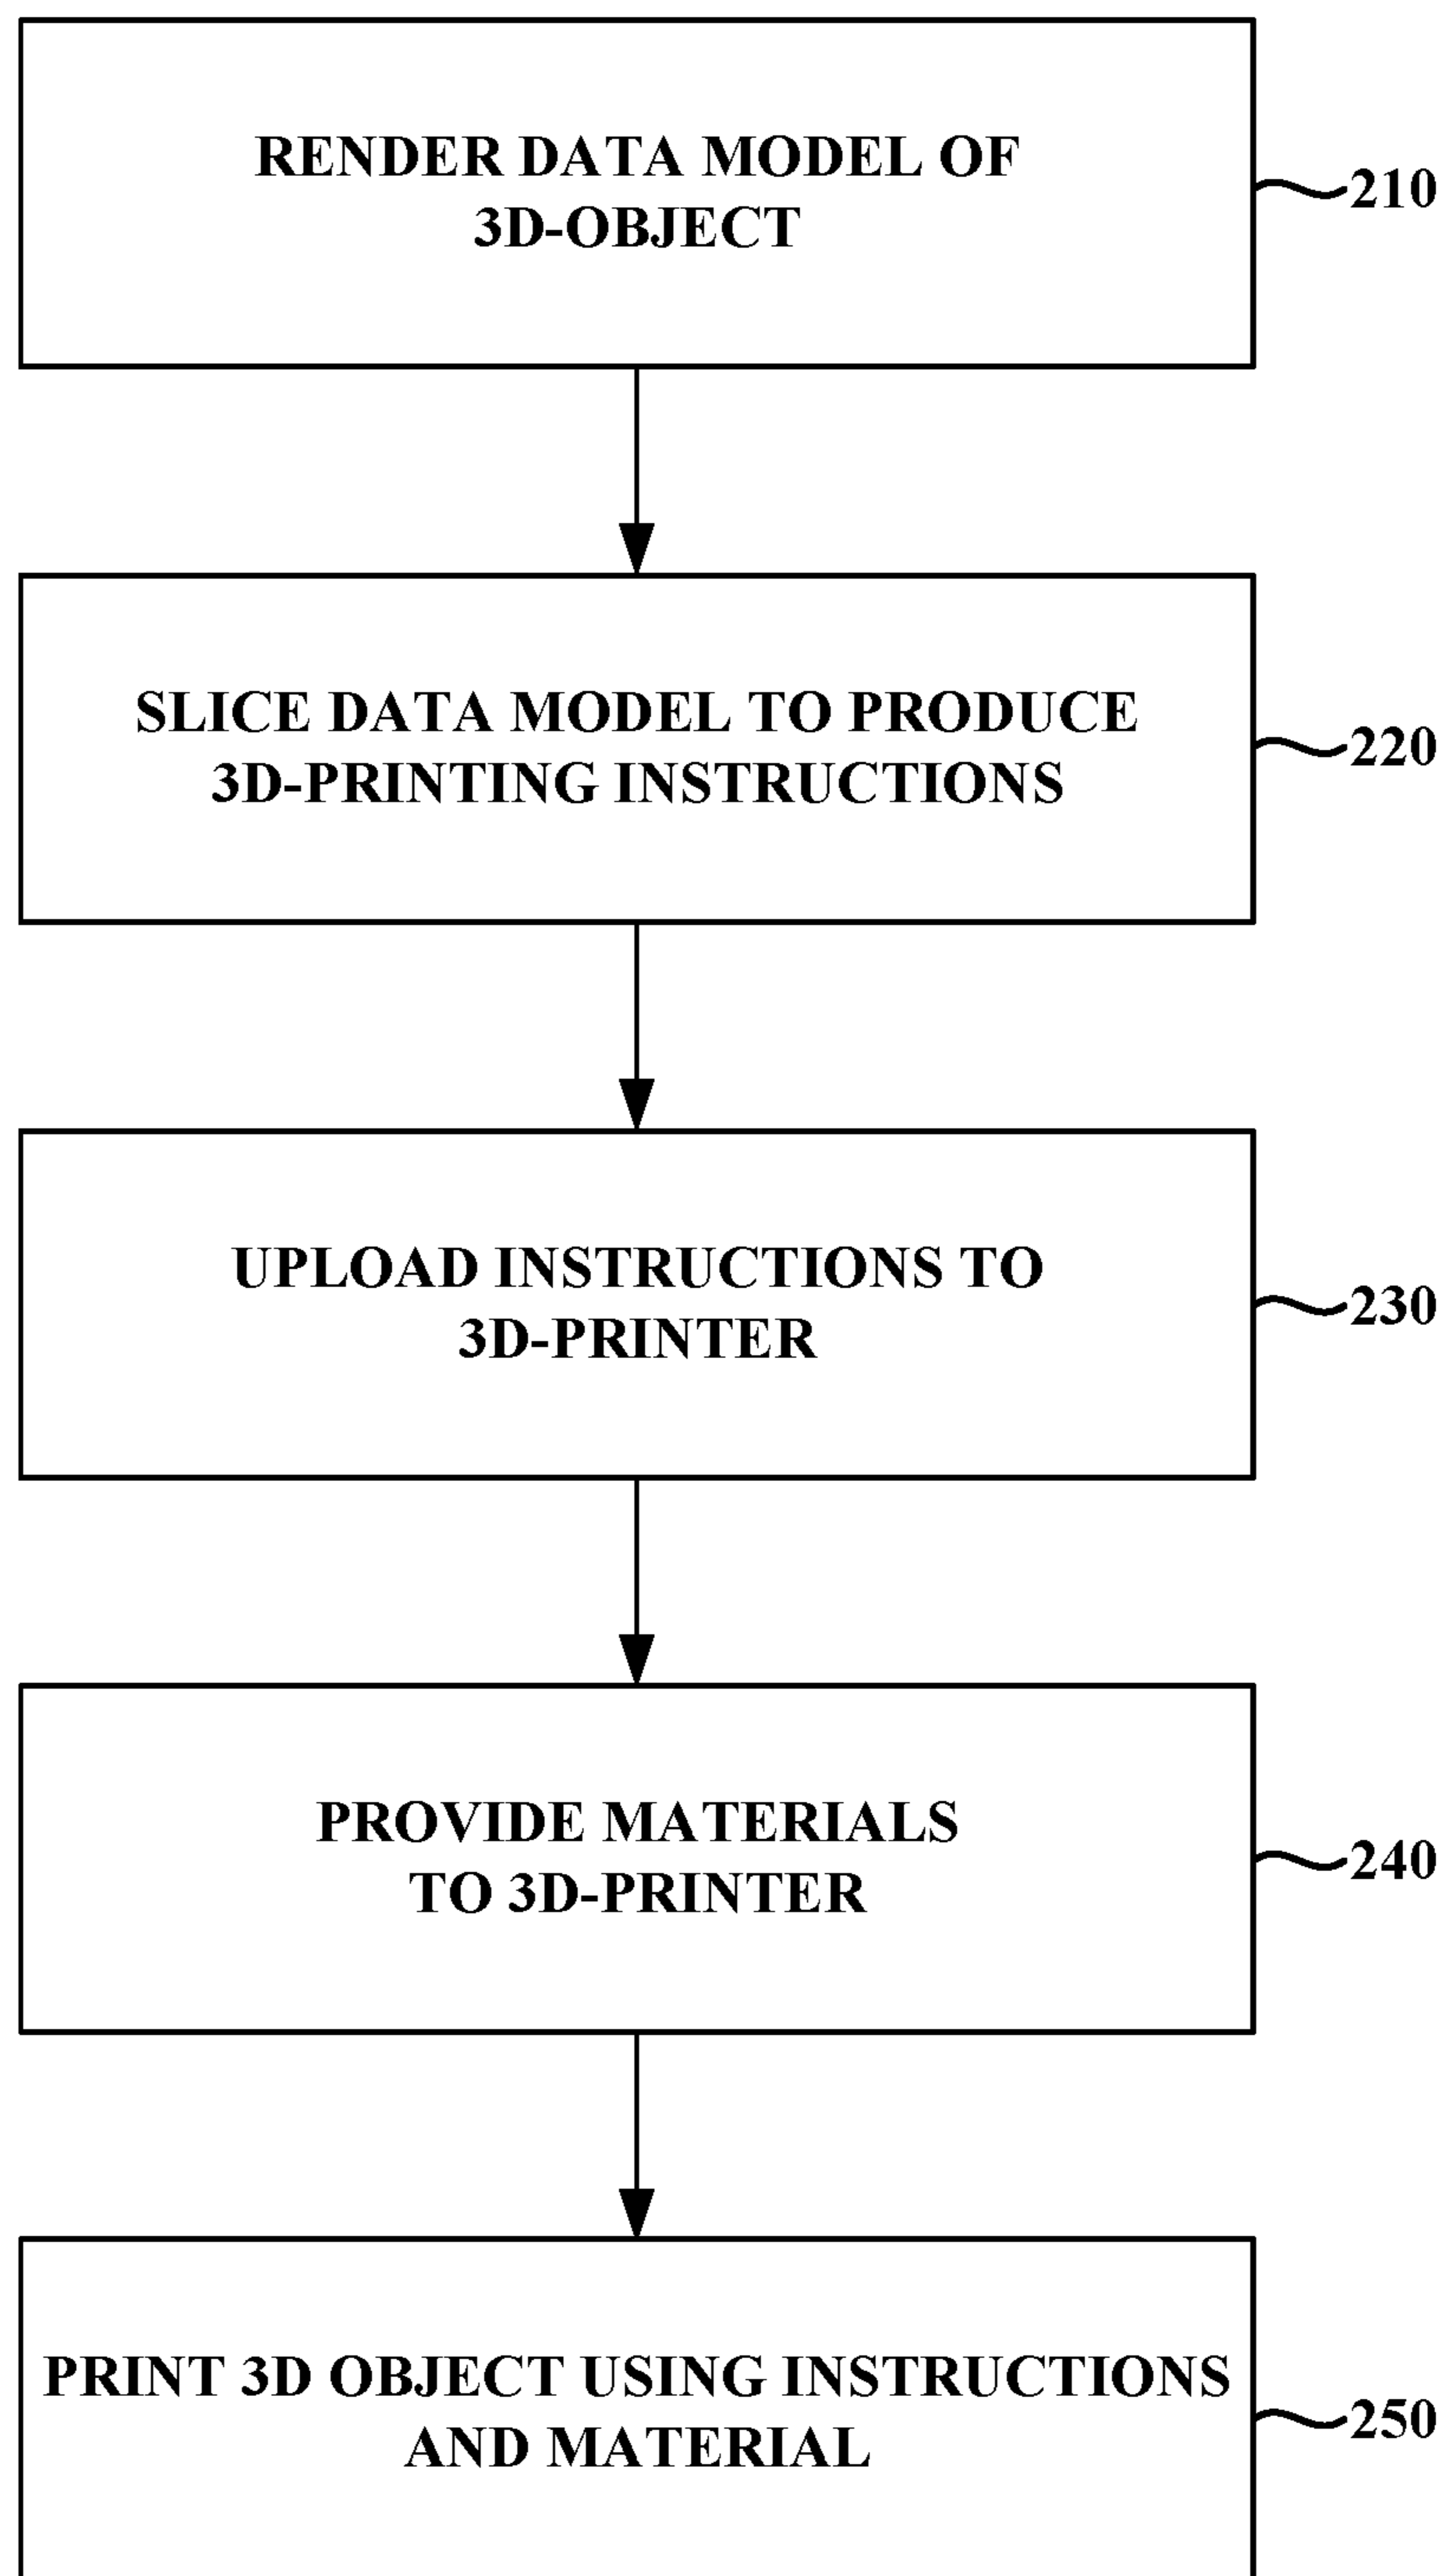 RENDER DATA MODEL OF
3D-OBJECT
210
SLICE DATA MODEL TO PRODUCE
3D-PRINTING INSTRUCTIONS
220
UPLOAD INSTRUCTIONS TO
3D-PRINTER
230
PROVIDE MATERIALS
TO 3D-PRINTER
240
PRINT 3D OBJECT USING INSTRUCTIONS
AND MATERIAL
250